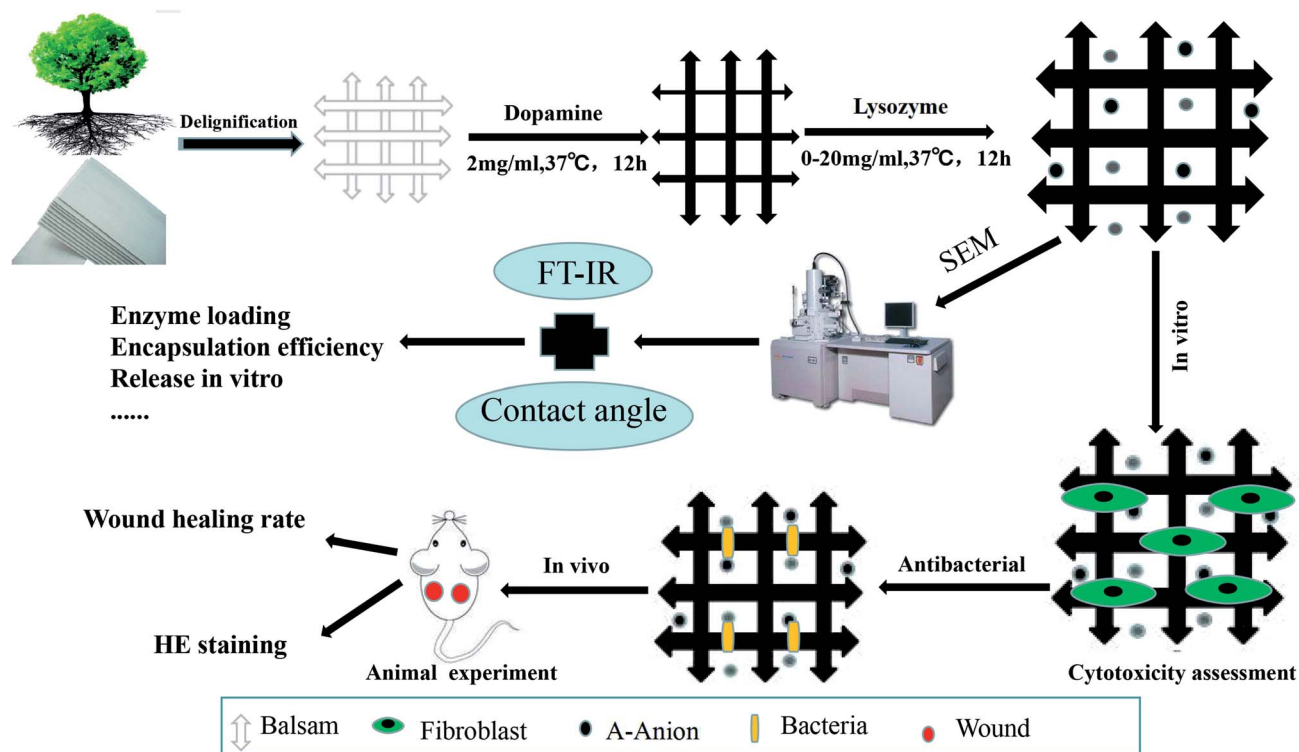 Delignification
Dopamine
2mg/ml,37℃，12h
Lysozyme
0-20mg/ml,37℃，12h
SEM
In vitro
FT-IR
Contact angle
Enzyme loading
Encapsulation efficiency
Release in vitro
......
Cytotoxicity assessment
Antibacterial
In vivo
Animal experiment
Wound healing rate
HE staining
Balsam
Fibroblast
A-Anion
Bacteria
Wound